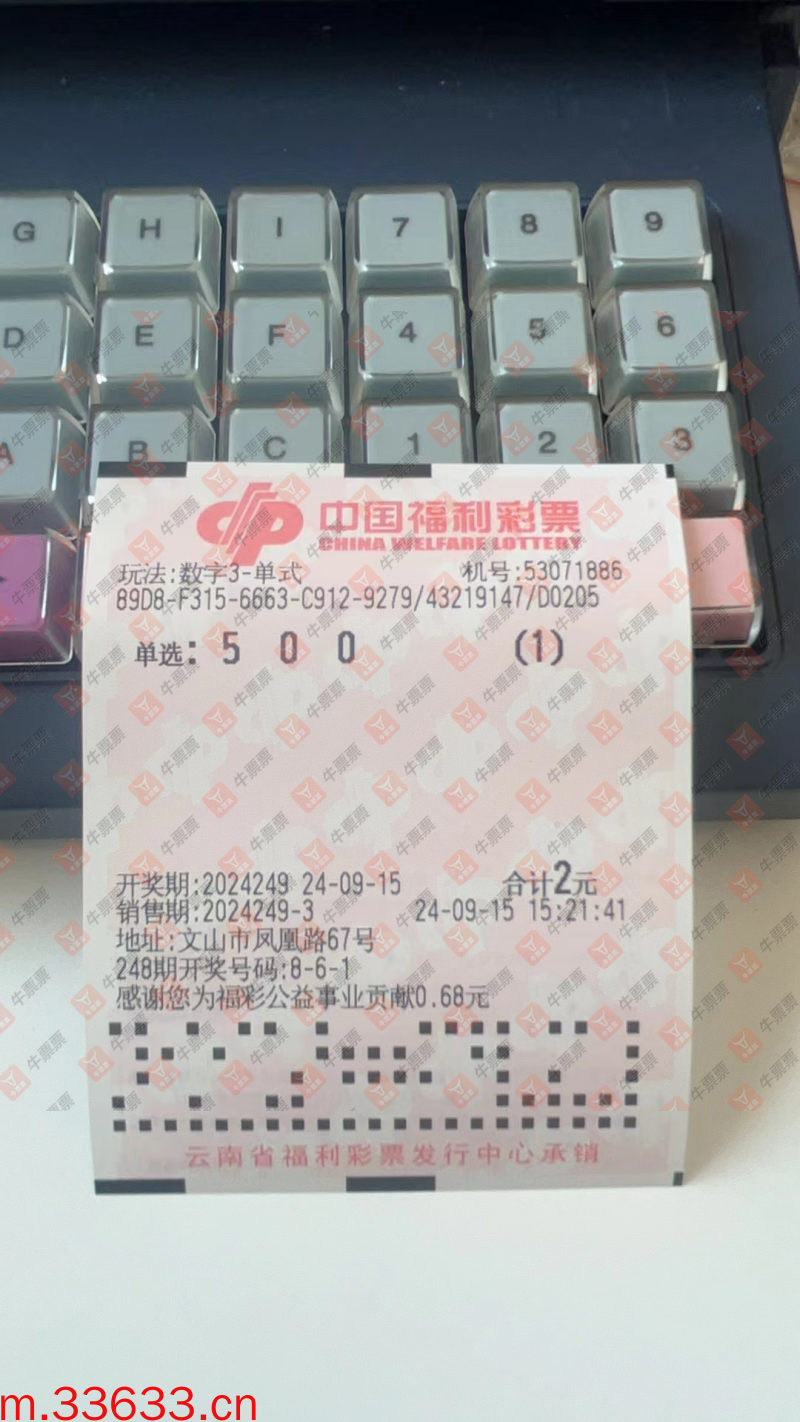 G H I 7 8 9
D E F 4 5 6
A B C 1 2 3
中国福利彩票
CHINA WELFARE LOTTERY
玩法:数字3-单式 机号:53071886
89D8-F315-6663-C912-9279/43219147/D0205
单选: 5 0 0 (1)
开奖期:2024249 24-09-15 合计2元
销售期:2024249-3 24-09-15 15:21:41
地址:文山市凤凰路67号
248期开奖号码:8-6-1
感谢您为福彩公益事业贡献0.68元
云南省福利彩票发行中心承销
牛票票
m.33633.cn